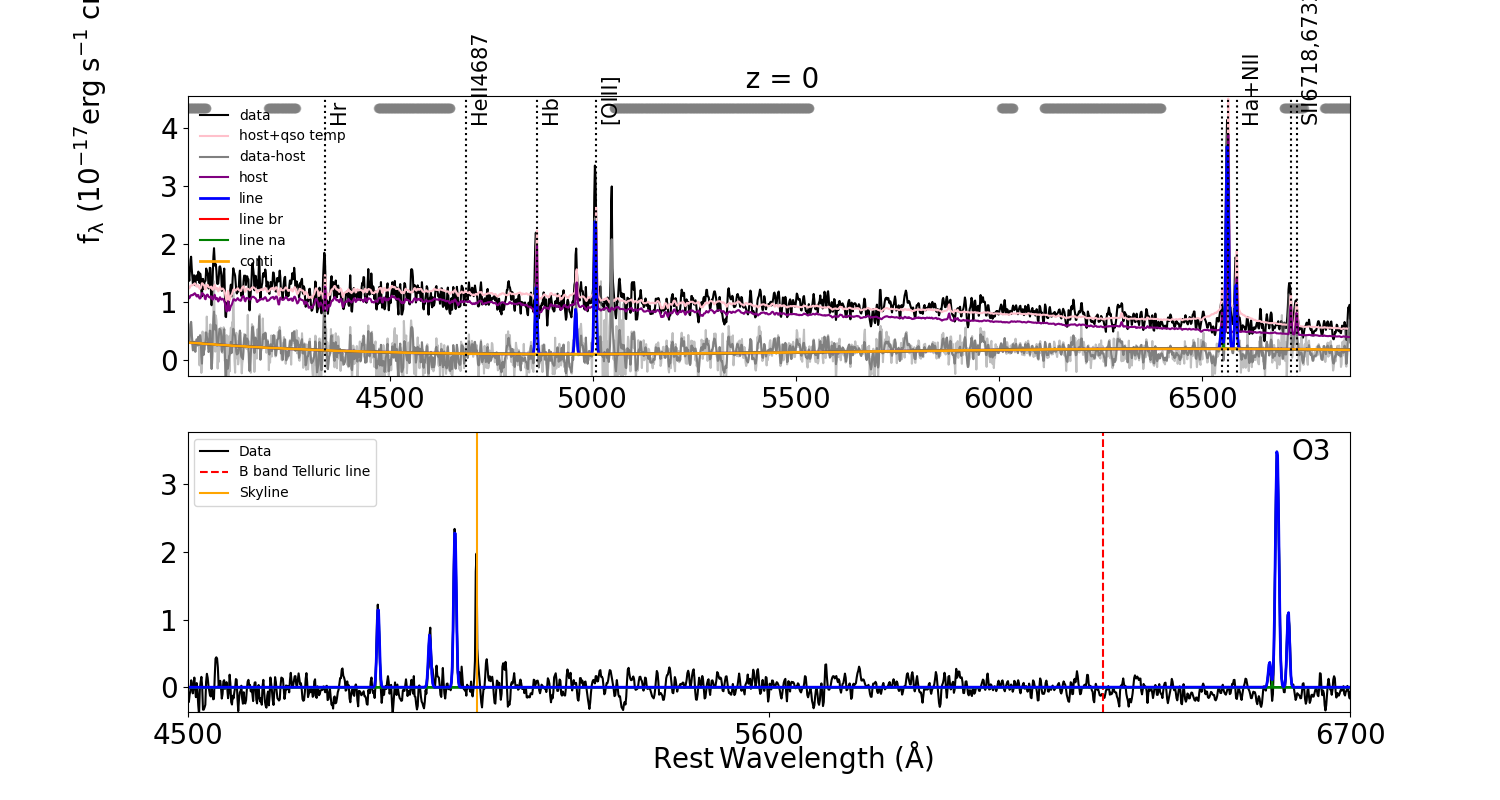 z = 0
f_λ (10^−17 erg s^−1 c
Hr
HeII4687
Hb
[OIII]
Ha+NII
SII6718,673
data
host+qso temp
data-host
host
line
line br
line na
conti
4
3
2
1
0
4500 5000 5500 6000 6500
Data
B band Telluric line
Skyline
O3
3
2
1
0
4500 5600 6700
Rest Wavelength (Å)